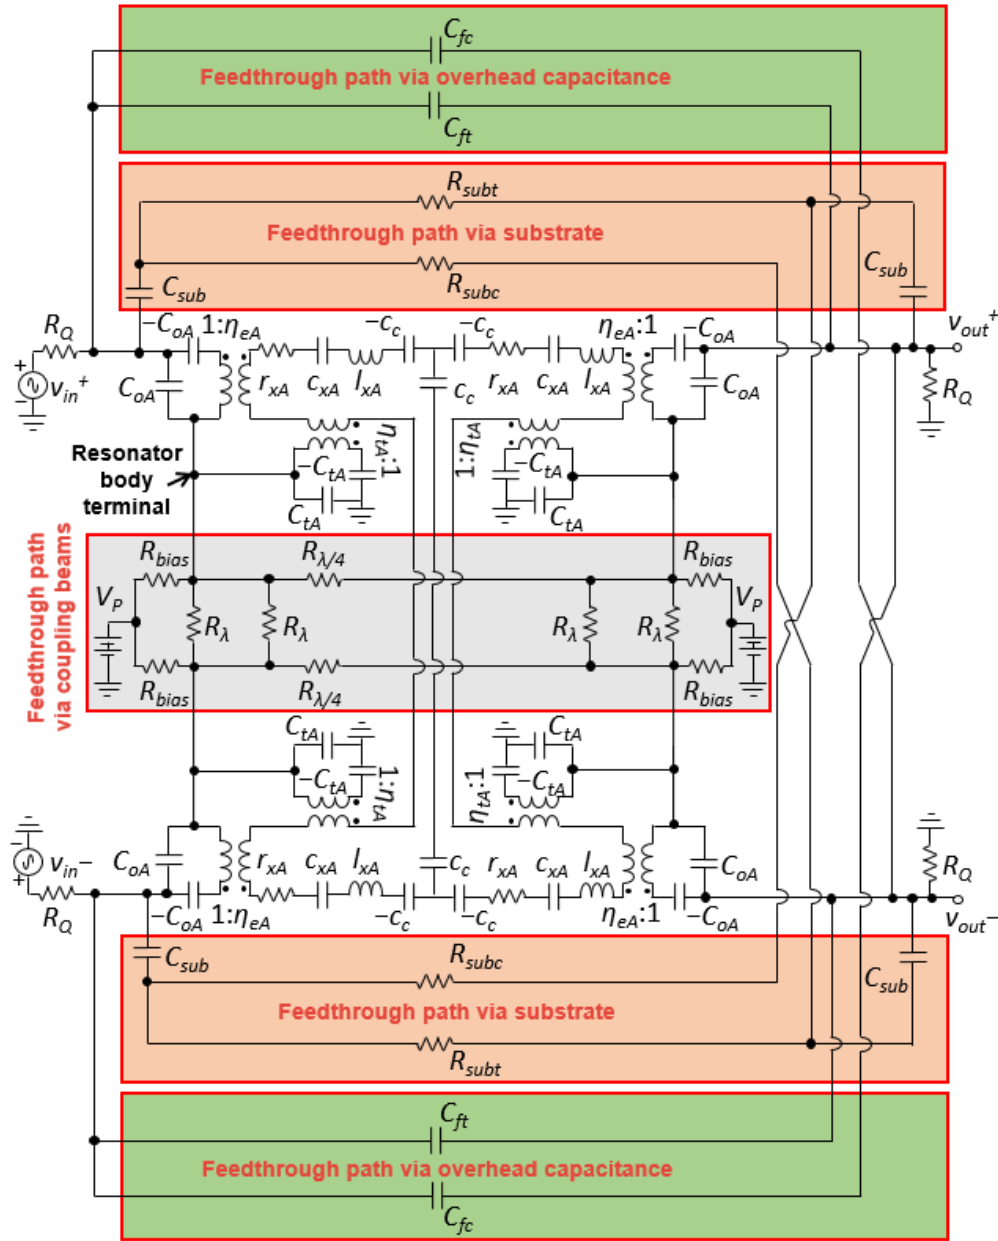 C_fc
Feedthrough path via overhead capacitance
C_ft
R_subt
Feedthrough path via substrate
R_subc
C_sub
C_sub
R_Q
−C_oA
1:η_eA
−c_c
−c_c
η_eA:1
−C_oA
v_out^+
+
−
v_in^+
C_oA
r_xA
c_xA
l_xA
c_c
r_xA
c_xA
l_xA
C_oA
R_Q
Resonator
body
terminal
η_tA:1
−C_tA
C_tA
1:η_tA
−C_tA
C_tA
Feedthrough path
via coupling beams
R_bias
R_λ/4
R_bias
V_P
R_λ
R_λ
R_λ
R_λ
V_P
R_bias
R_λ/4
R_bias
C_tA
−C_tA
1:η_tA
C_tA
−C_tA
η_tA:1
−
+
v_in−
C_oA
r_xA
c_xA
l_xA
c_c
r_xA
c_xA
l_xA
C_oA
R_Q
R_Q
−C_oA
1:η_eA
−c_c
−c_c
η_eA:1
−C_oA
v_out−
C_sub
R_subc
C_sub
Feedthrough path via substrate
R_subt
C_ft
Feedthrough path via overhead capacitance
C_fc